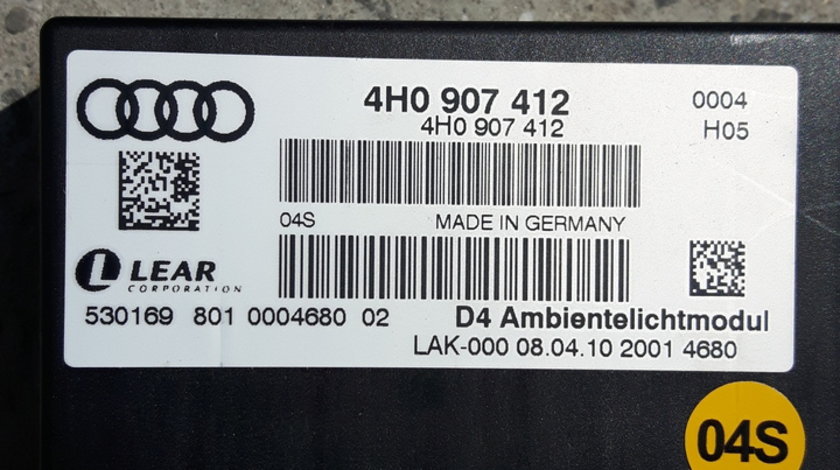 4H0 907 412
4H0 907 412
0004
H05
04S
MADE IN GERMANY
LEAR
CORPORATION
530169 801 0004680 02
D4 Ambientelichtmodul
LAK-000 08.04.10 2001 4680
04S